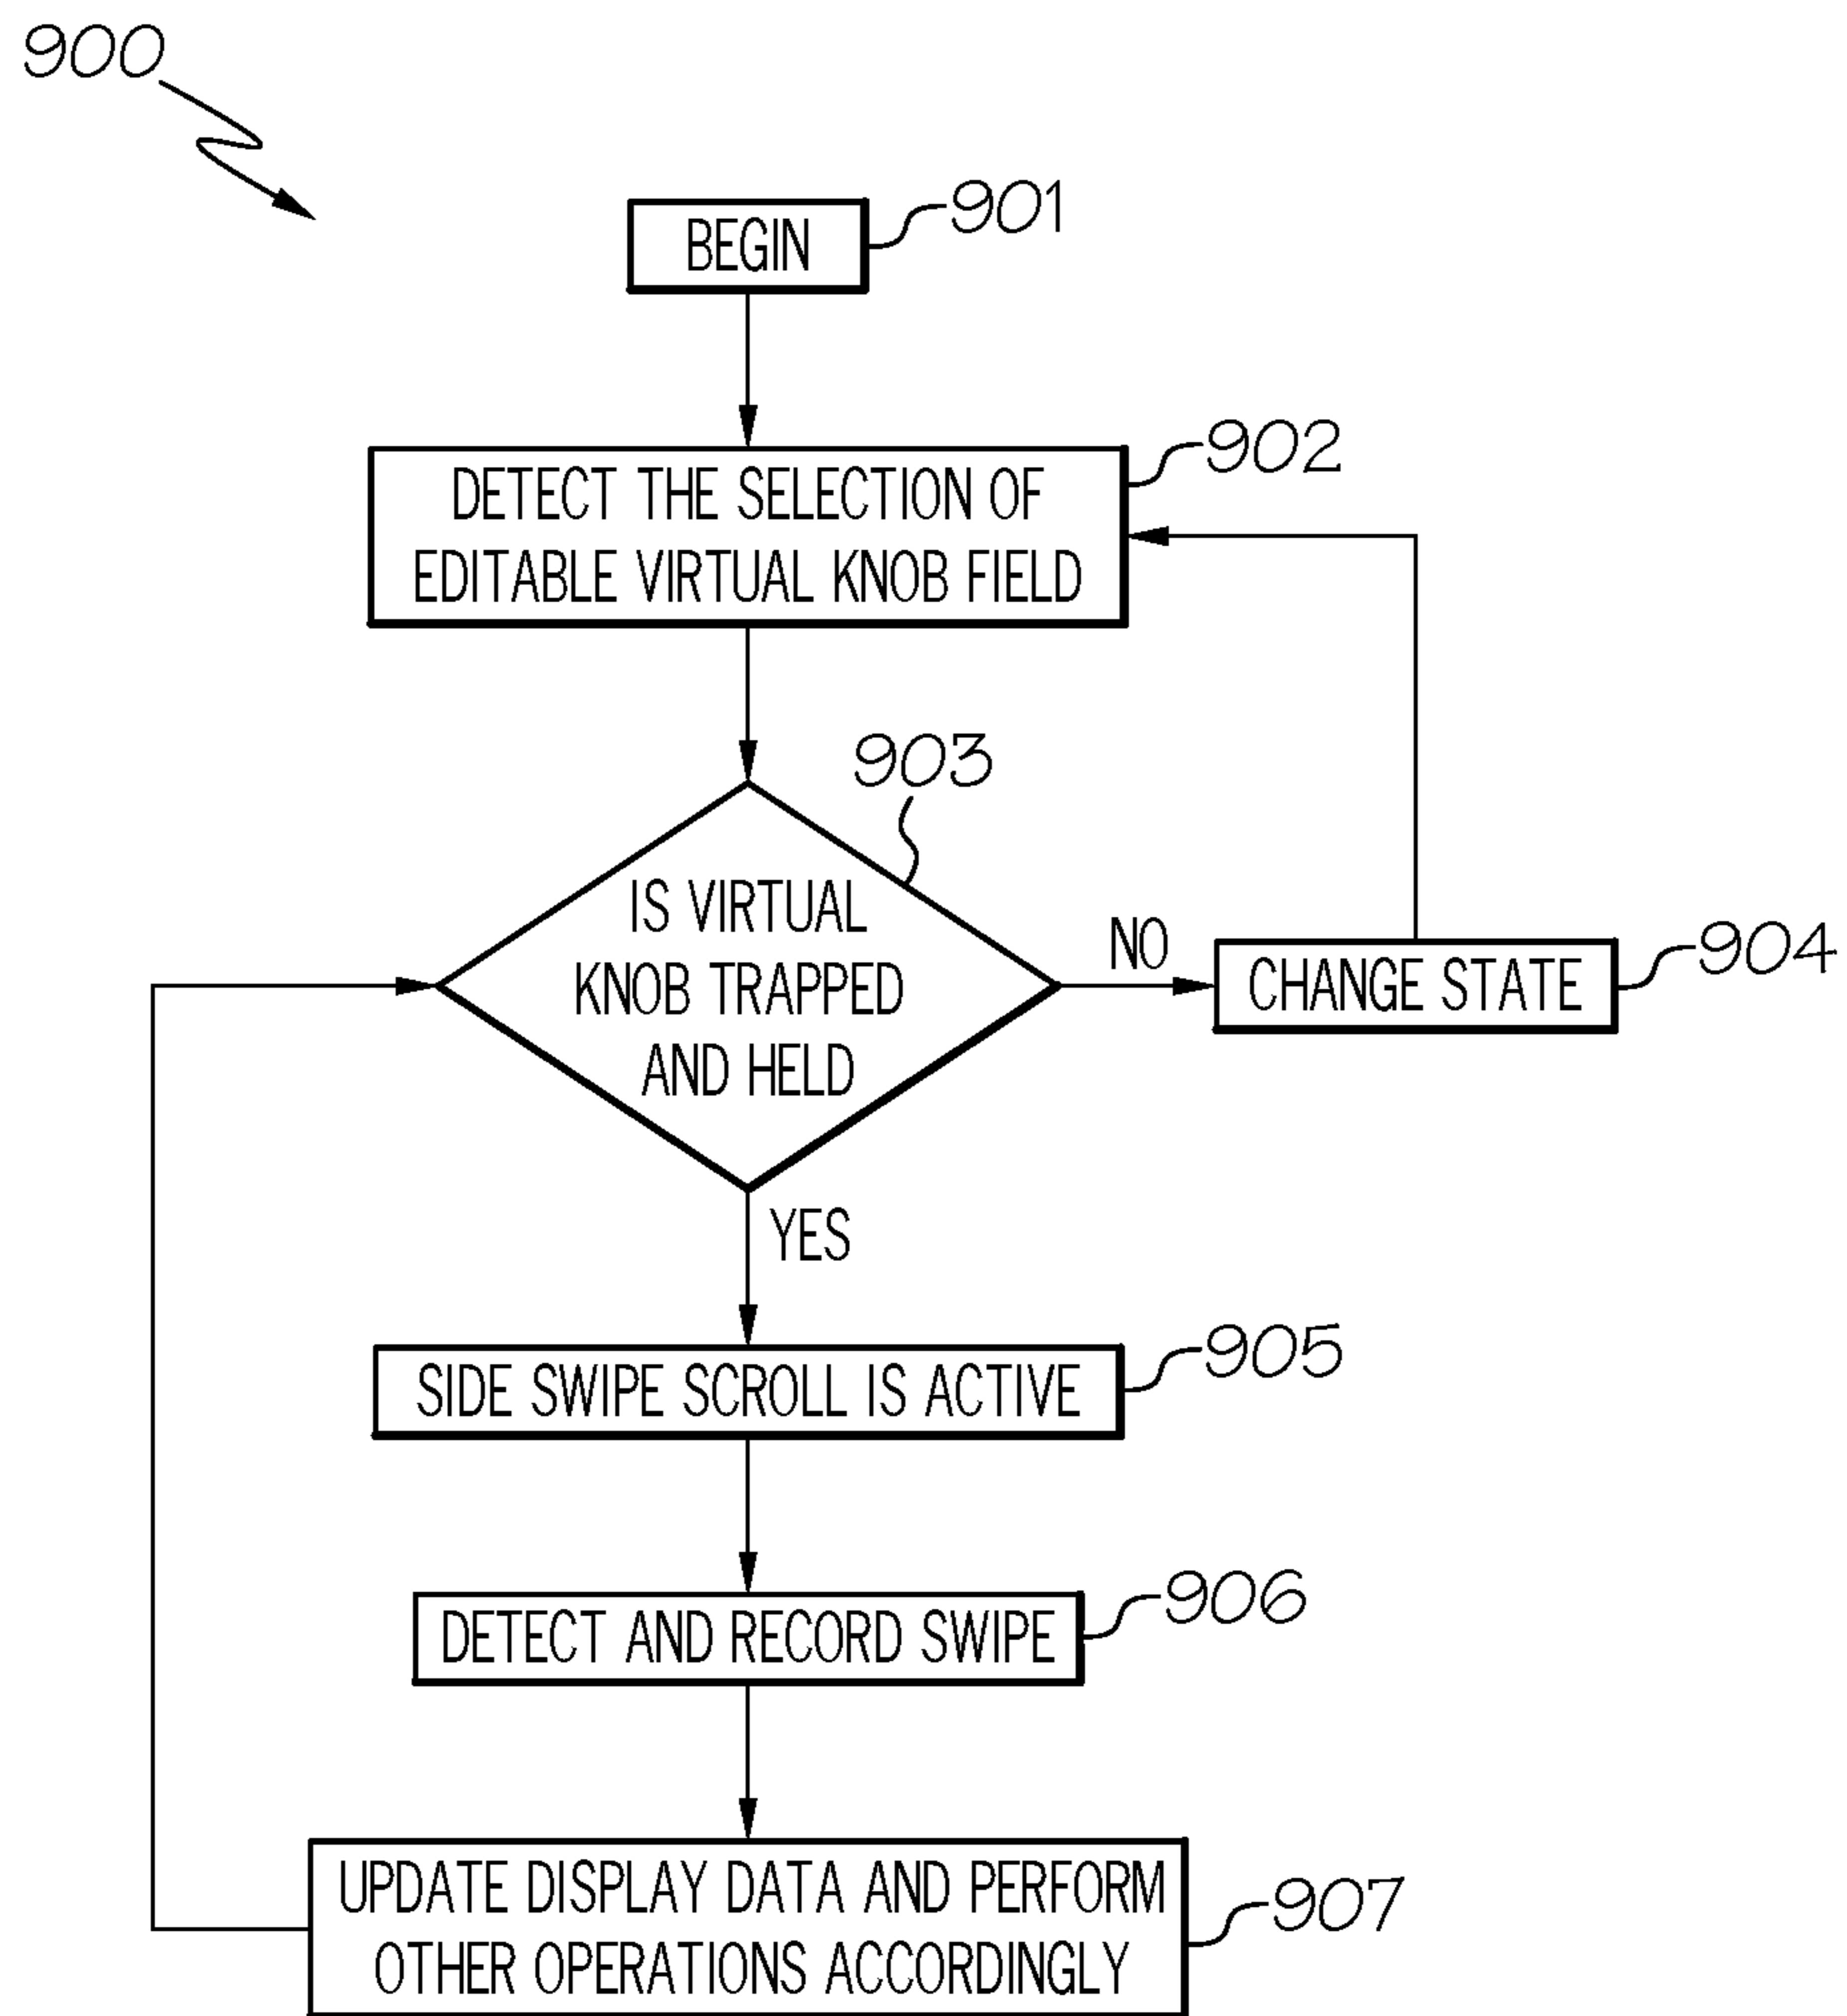 900
BEGIN
901
DETECT THE SELECTION OF
EDITABLE VIRTUAL KNOB FIELD
902
903
IS VIRTUAL
KNOB TRAPPED
AND HELD
NO
CHANGE STATE
904
YES
SIDE SWIPE SCROLL IS ACTIVE
905
DETECT AND RECORD SWIPE
906
UPDATE DISPLAY DATA AND PERFORM
OTHER OPERATIONS ACCORDINGLY
907